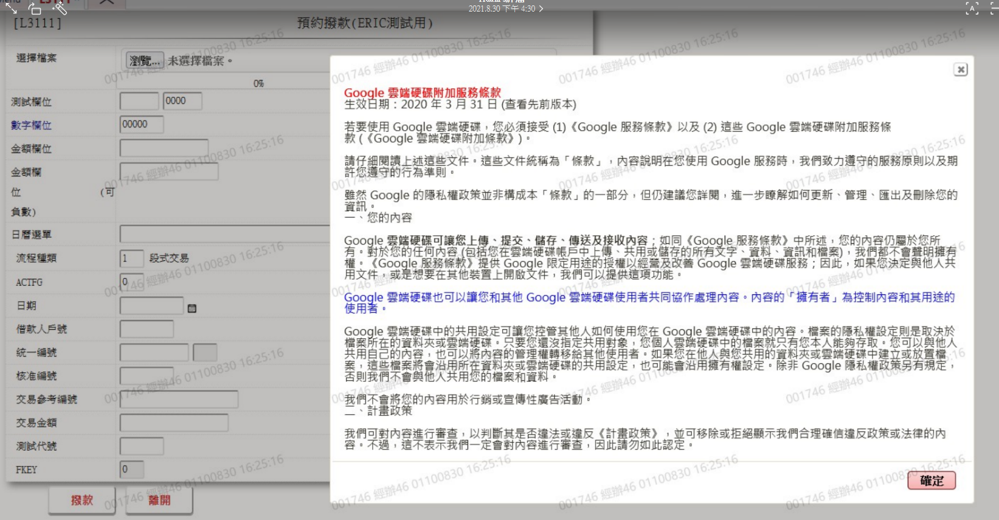 2021.8.30 下午 4:30
[L3111]
預約撥款(ERIC測試用)
選擇檔案
瀏覽... 未選擇檔案。
0%
測試欄位
0000
數字欄位
00000
金額欄位
金額欄
位 (可
負數)
日曆選單
流程種類
1 段式交易
ACTFG
0
日期
借款人戶號
統一編號
核准編號
交易參考編號
交易金額
測試代號
FKEY
0
撥款
離開
Google 雲端硬碟附加服務條款
生效日期：2020 年 3 月 31 日 (查看先前版本)
若要使用 Google 雲端硬碟，您必須接受 (1)《Google 服務條款》以及 (2) 這些 Google 雲端硬碟附加服務條
款 (《Google 雲端硬碟附加條款》)。
請仔細閱讀上述這些文件。這些文件統稱為「條款」，內容說明在您使用 Google 服務時，我們致力遵守的服務原則以及期
許您遵守的行為準則。
雖然 Google 的隱私權政策並非構成本「條款」的一部分，但仍建議您詳閱，進一步瞭解如何更新、管理、匯出及刪除您的
資訊。
一、您的內容
Google 雲端硬碟可讓您上傳、提交、儲存、傳送及接收內容；如同《Google 服務條款》中所述，您的內容仍屬於您所
有。對於您的任何內容 (包括您在雲端硬碟帳戶中上傳、共用或儲存的所有文字、資料、資訊和檔案)，我們都不會聲明擁有
權。《Google 服務條款》提供 Google 限定用途的授權以經營及改善 Google 雲端硬碟服務；因此，如果您決定與他人共
用文件，或是想要在其他裝置上開啟文件，我們可以提供這項功能。
Google 雲端硬碟也可以讓您和其他 Google 雲端硬碟使用者共同協作處理內容。內容的「擁有者」為控制內容和其用途的
使用者。
Google 雲端硬碟中的共用設定可讓您控管其他人如何使用您在 Google 雲端硬碟中的內容。檔案的隱私權設定則是取決於
檔案所在的資料夾或雲端硬碟。只要您還沒指定共用對象，您個人雲端硬碟中的檔案就只有您本人能夠存取。您可以與他人
共用自己的內容，也可以將內容的管理權轉移給其他使用者。如果您在他人與您共用的資料夾或雲端硬碟中建立或放置檔
案，這些檔案將會沿用所在資料夾或雲端硬碟的共用設定，也可能會沿用擁有權設定。除非 Google 隱私權政策另有規定，
否則我們不會與他人共用您的檔案和資料。
我們不會將您的內容用於行銷或宣傳性廣告活動。
二、計畫政策
我們可對內容進行審查，以判斷其是否違法或違反《計畫政策》，並可移除或拒絕顯示我們合理確信違反政策或法律的內
容。不過，這不表示我們一定會對內容進行審查，因此請勿如此認定。
確定
001746 經辦46 01100830 16:25:16